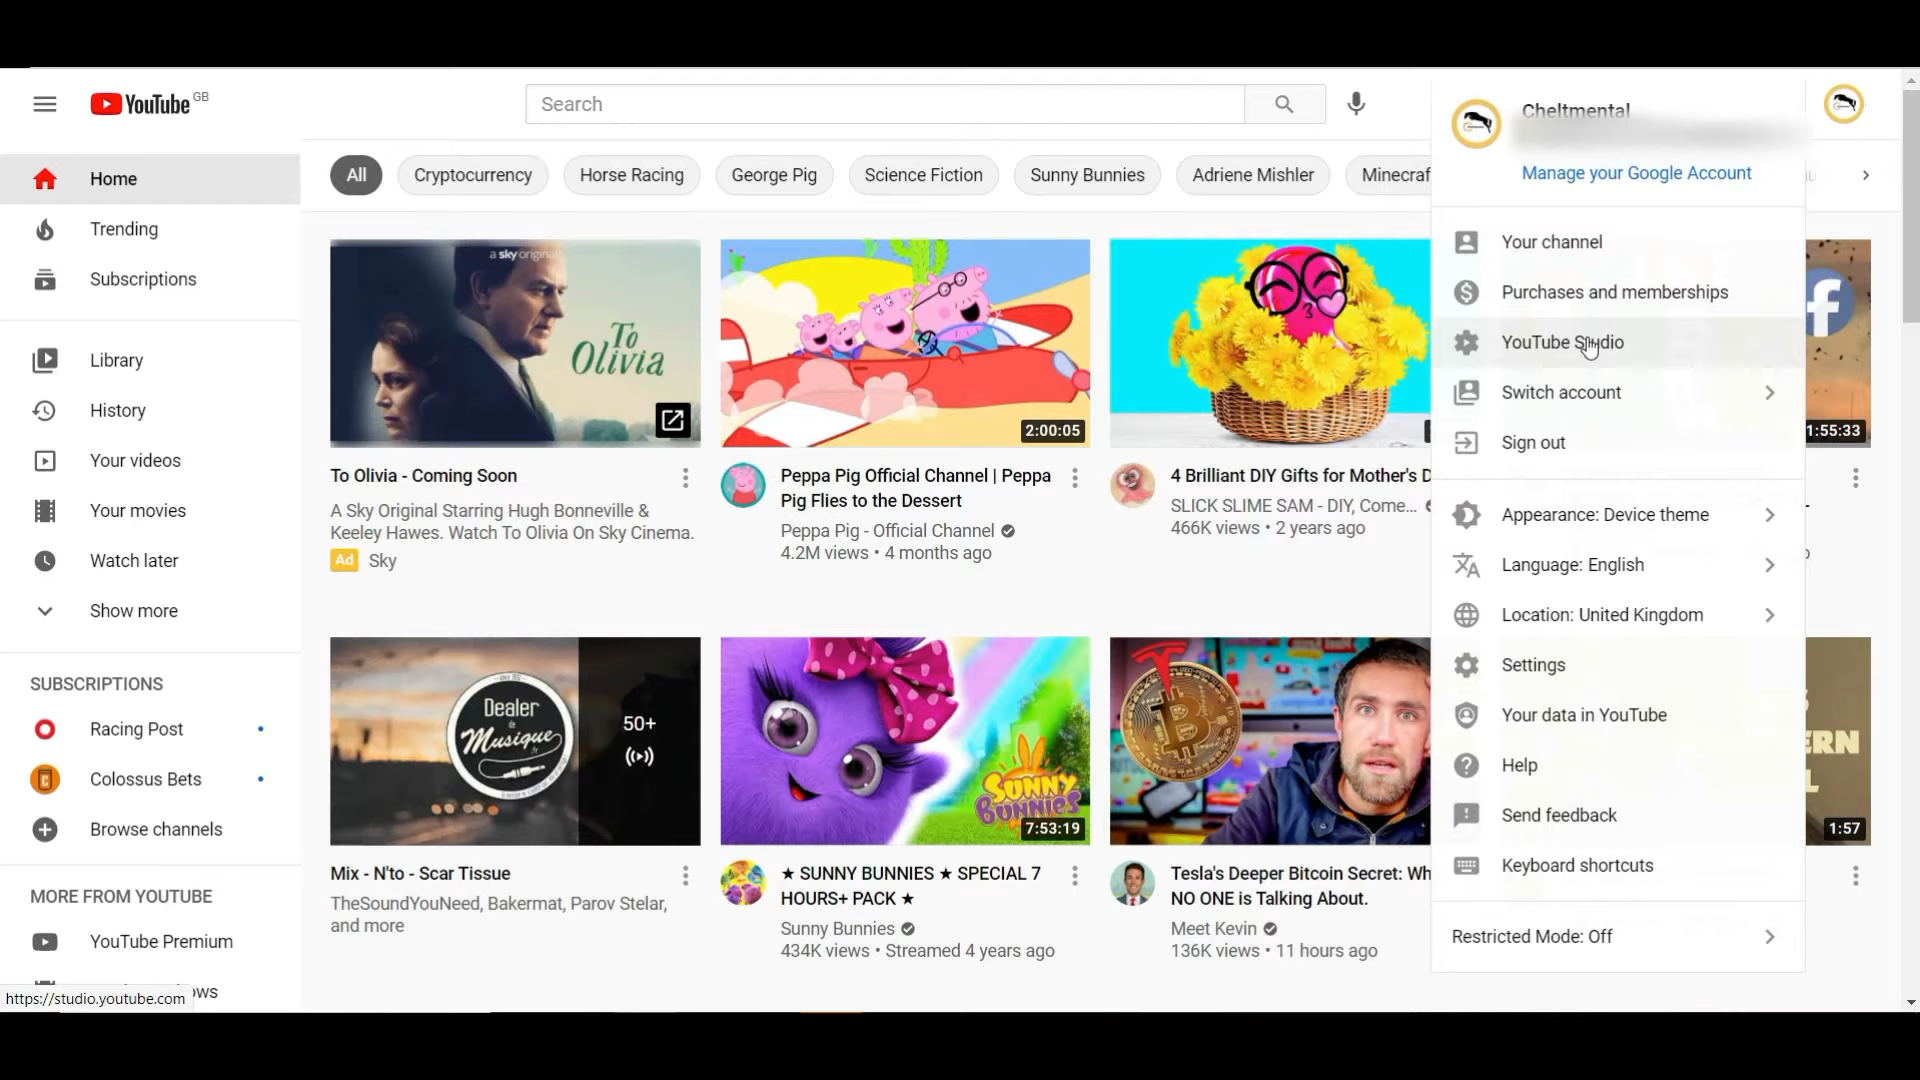 YouTube GB
Search
Cheltmental
Manage your Google Account
Home
Trending
Subscriptions
Library
History
Your videos
Your movies
Watch later
Show more
SUBSCRIPTIONS
Racing Post
Colossus Bets
Browse channels
MORE FROM YOUTUBE
YouTube Premium
https://studio.youtube.com
All
Cryptocurrency
Horse Racing
George Pig
Science Fiction
Sunny Bunnies
Adriene Mishler
Minecraf
a sky original
To
Olivia
To Olivia - Coming Soon
A Sky Original Starring Hugh Bonneville &
Keeley Hawes. Watch To Olivia On Sky Cinema.
Ad Sky
2:00:05
Peppa Pig Official Channel | Peppa
Pig Flies to the Dessert
Peppa Pig - Official Channel
4.2M views • 4 months ago
4 Brilliant DIY Gifts for Mother's D
SLICK SLIME SAM - DIY, Come...
466K views • 2 years ago
f
1:55:33
Dealer
de
Musique
50+
Mix - N'to - Scar Tissue
TheSoundYouNeed, Bakermat, Parov Stelar,
and more
SUNNY
BUNNIES
7:53:19
★ SUNNY BUNNIES ★ SPECIAL 7
HOURS+ PACK ★
Sunny Bunnies
434K views • Streamed 4 years ago
Tesla's Deeper Bitcoin Secret: Wh
NO ONE is Talking About.
Meet Kevin
136K views • 11 hours ago
ERN
1:57
Your channel
Purchases and memberships
YouTube Studio
Switch account
Sign out
Appearance: Device theme
Language: English
Location: United Kingdom
Settings
Your data in YouTube
Help
Send feedback
Keyboard shortcuts
Restricted Mode: Off